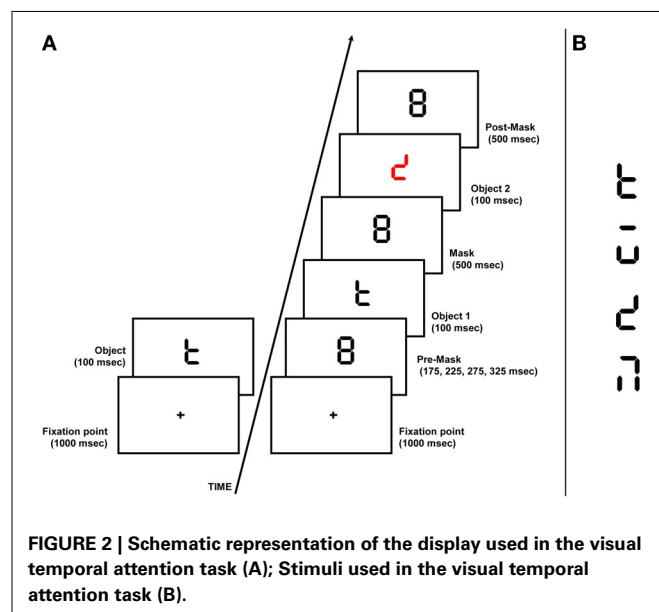 A
B
8
Post-Mask
(500 msec)
Object 2
(100 msec)
8
Mask
(500 msec)
t
Object 1
(100 msec)
Object
(100 msec)
t
8
Pre-Mask
(175, 225, 275, 325 msec)
+
Fixation point
(1000 msec)
+
Fixation point
(1000 msec)
TIME
t
FIGURE 2 | Schematic representation of the display used in the visual
temporal attention task (A); Stimuli used in the visual temporal
attention task (B).